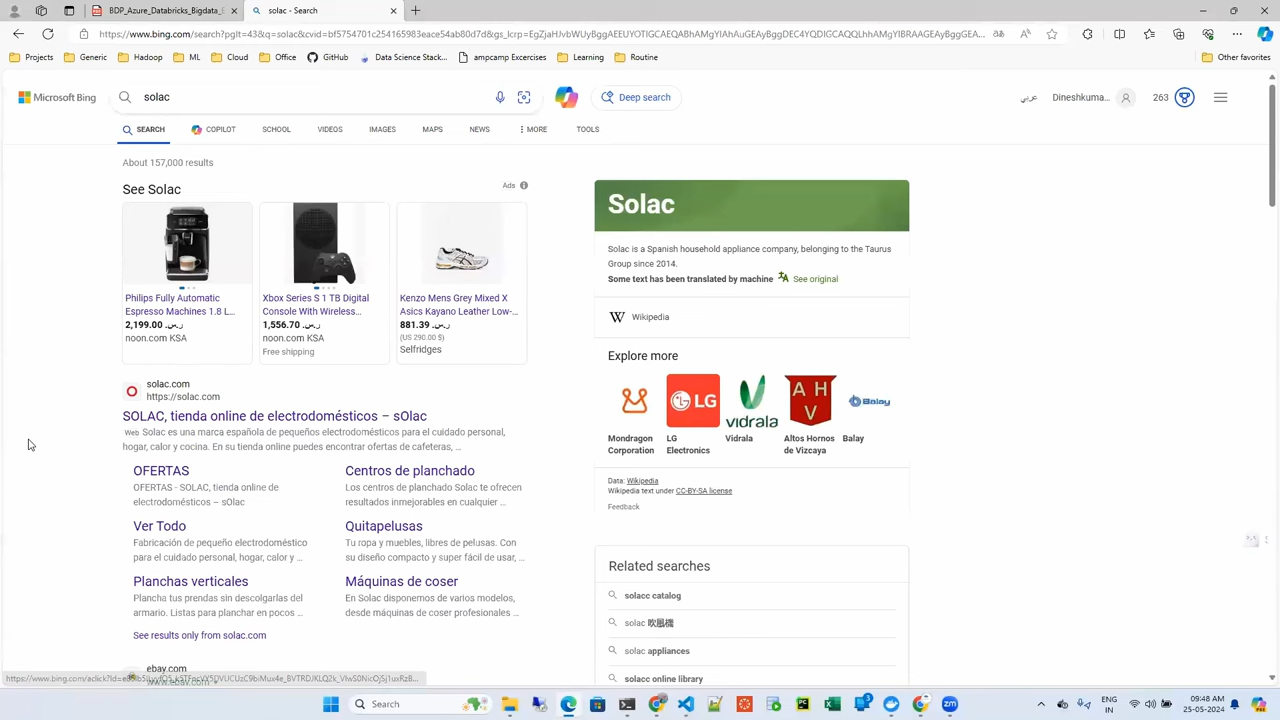 BDP_Azure_Databricks_S
solac - Search
https://www.bing.com/search?pglt=43&q=solac&cvid=bf5754701c254165983eace54ab80d7d&gs_lcrp=EgZjaHJvbWUyBggAEEUYOTIGCAEQABhAMgYIAhAuGEAyBggDEC4YQDIGCAQQLhhAMgYIBRAAGEAyBggGEA...
Projects
Generic
Hadoop
ML
Cloud
Office
GitHub
Data Science Stack...
ampcamp Exercises
Learning
Routine
Other favorites
Microsoft Bing
solac
Deep search
عربي
Dineshkuma...
263
SEARCH
COPILOT
SCHOOL
VIDEOS
IMAGES
MAPS
NEWS
MORE
TOOLS
About 157,000 results
See Solac
Ads
Philips Fully Automatic
Espresso Machines 1.8 L...
2,199.00 ر.س.
noon.com KSA
Xbox Series S 1 TB Digital
Console With Wireless...
1,556.70 ر.س.
noon.com KSA
Free shipping
Kenzo Mens Grey Mixed X
Asics Kayano Leather Low-...
881.39 ر.س.
(US 290.00 $)
Selfridges
solac.com
https://solac.com
SOLAC, tienda online de electrodomésticos – sOlac
Web Solac es una marca española de pequeños electrodomésticos para el cuidado personal,
hogar, calor y cocina. En su tienda online puedes encontrar ofertas de cafeteras, ...
OFERTAS
OFERTAS - SOLAC, tienda online de
electrodomésticos – sOlac
Centros de planchado
Los centros de planchado Solac te ofrecen
resultados inmejorables en cualquier ...
Ver Todo
Fabricación de pequeño electrodoméstico
para el cuidado personal, hogar, calor y ...
Quitapelusas
Tu ropa y muebles, libres de pelusas. Con
su diseño compacto y super fácil de usar, ...
Planchas verticales
Plancha tus prendas sin descolgarlas del
armario. Listas para planchar en pocos ...
Máquinas de coser
En Solac disponemos de varios modelos,
desde máquinas de coser profesionales ...
See results only from solac.com
ebay.com
Solac
Solac is a Spanish household appliance company, belonging to the Taurus
Group since 2014.
Some text has been translated by machine
See original
Wikipedia
Explore more
LG
vidrala
A H
V
Balay
Mondragon
Corporation
LG
Electronics
Vidrala
Altos Hornos
de Vizcaya
Balay
Data: Wikipedia
Wikipedia text under CC-BY-SA license
Feedback
Related searches
solacc catalog
solac 吹風機
solac appliances
solacc online library
Search
ENG
IN
09:48 AM
25-05-2024